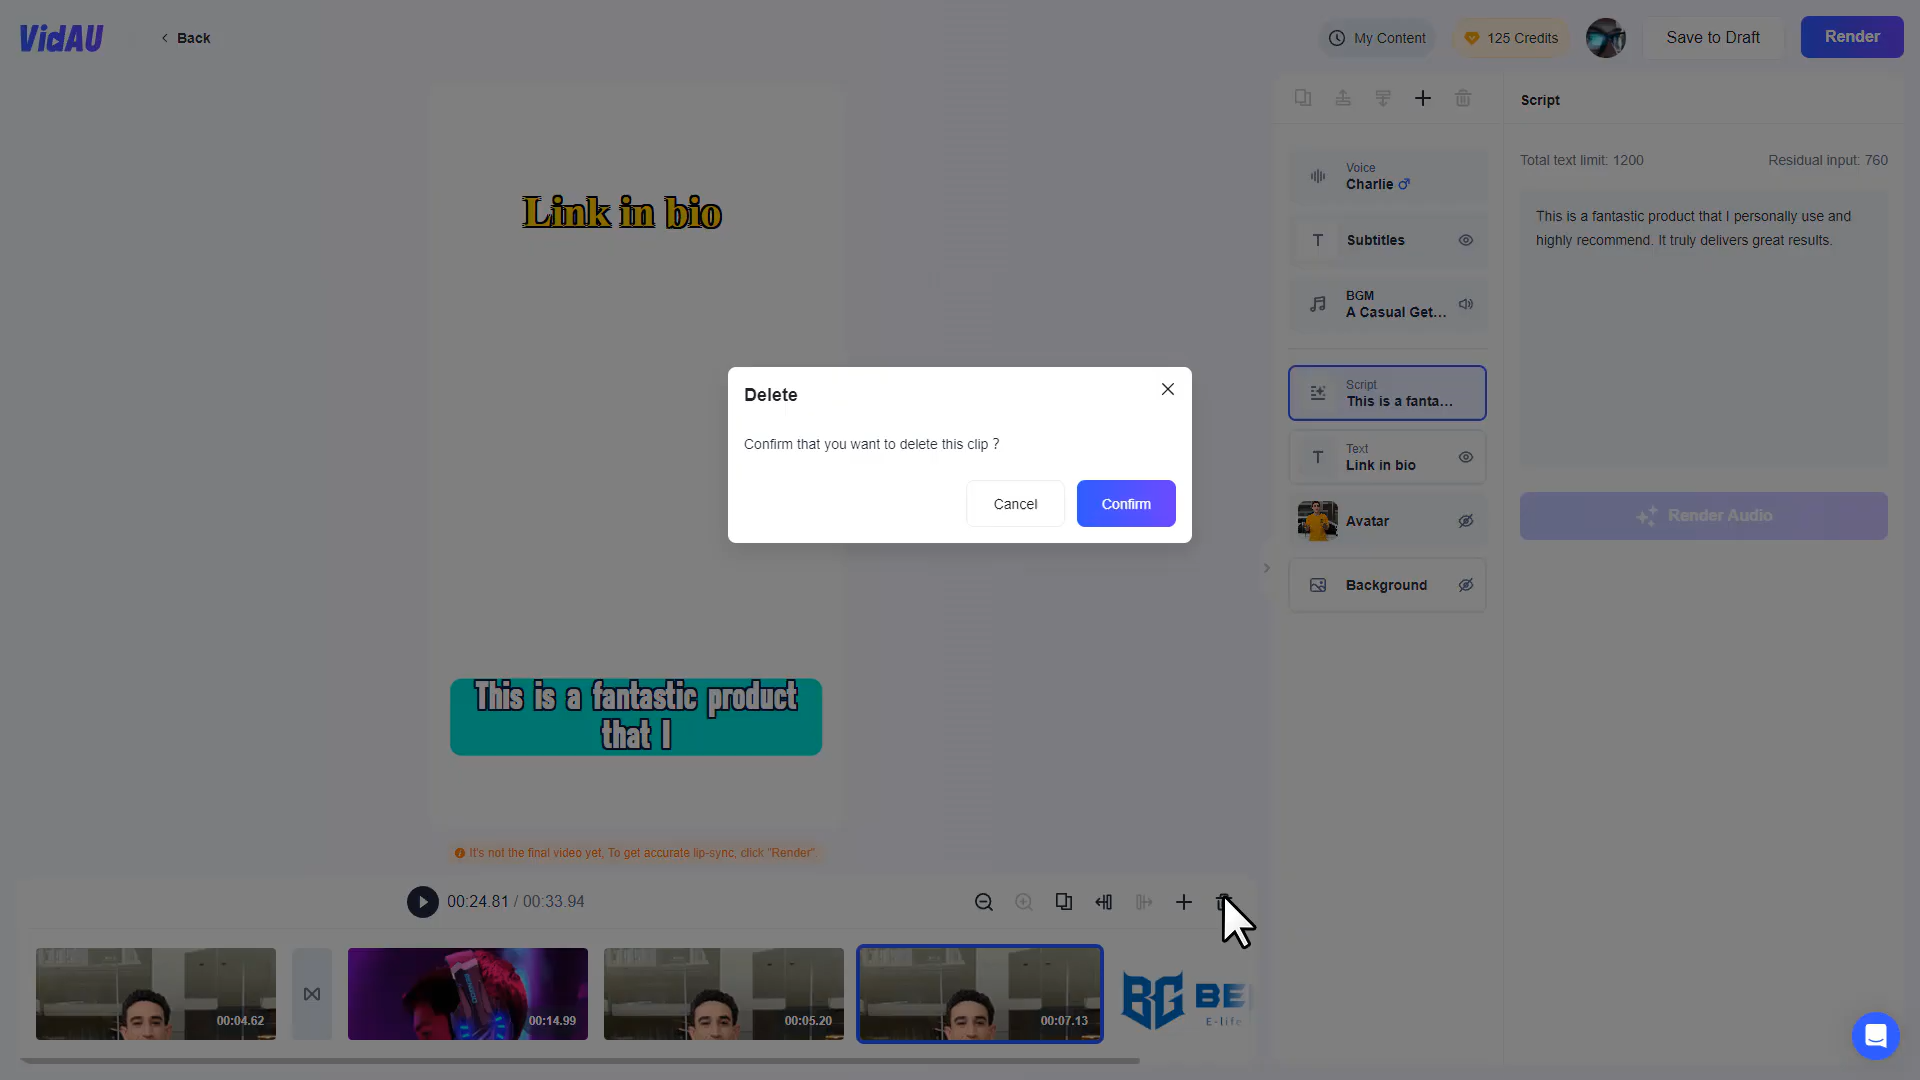 VidAU
Back
My Content
125 Credits
Save to Draft
Render
Script
Total text limit: 1200
Residual input: 760
This is a fantastic product that I personally use and
highly recommend. It truly delivers great results.
Render Audio
Voice
Charlie
Subtitles
BGM
A Casual Get...
Script
This is a fanta...
Text
Link in bio
Avatar
Background
Link in bio
Delete
Confirm that you want to delete this clip ?
Cancel
Confirm
This is a fantastic product
that I
It's not the final video yet, To get accurate lip-sync, click "Render".
00:24.81 / 00:33.94
00:04.62
00:14.99
00:05.20
00:07.13
BG BE
E-life